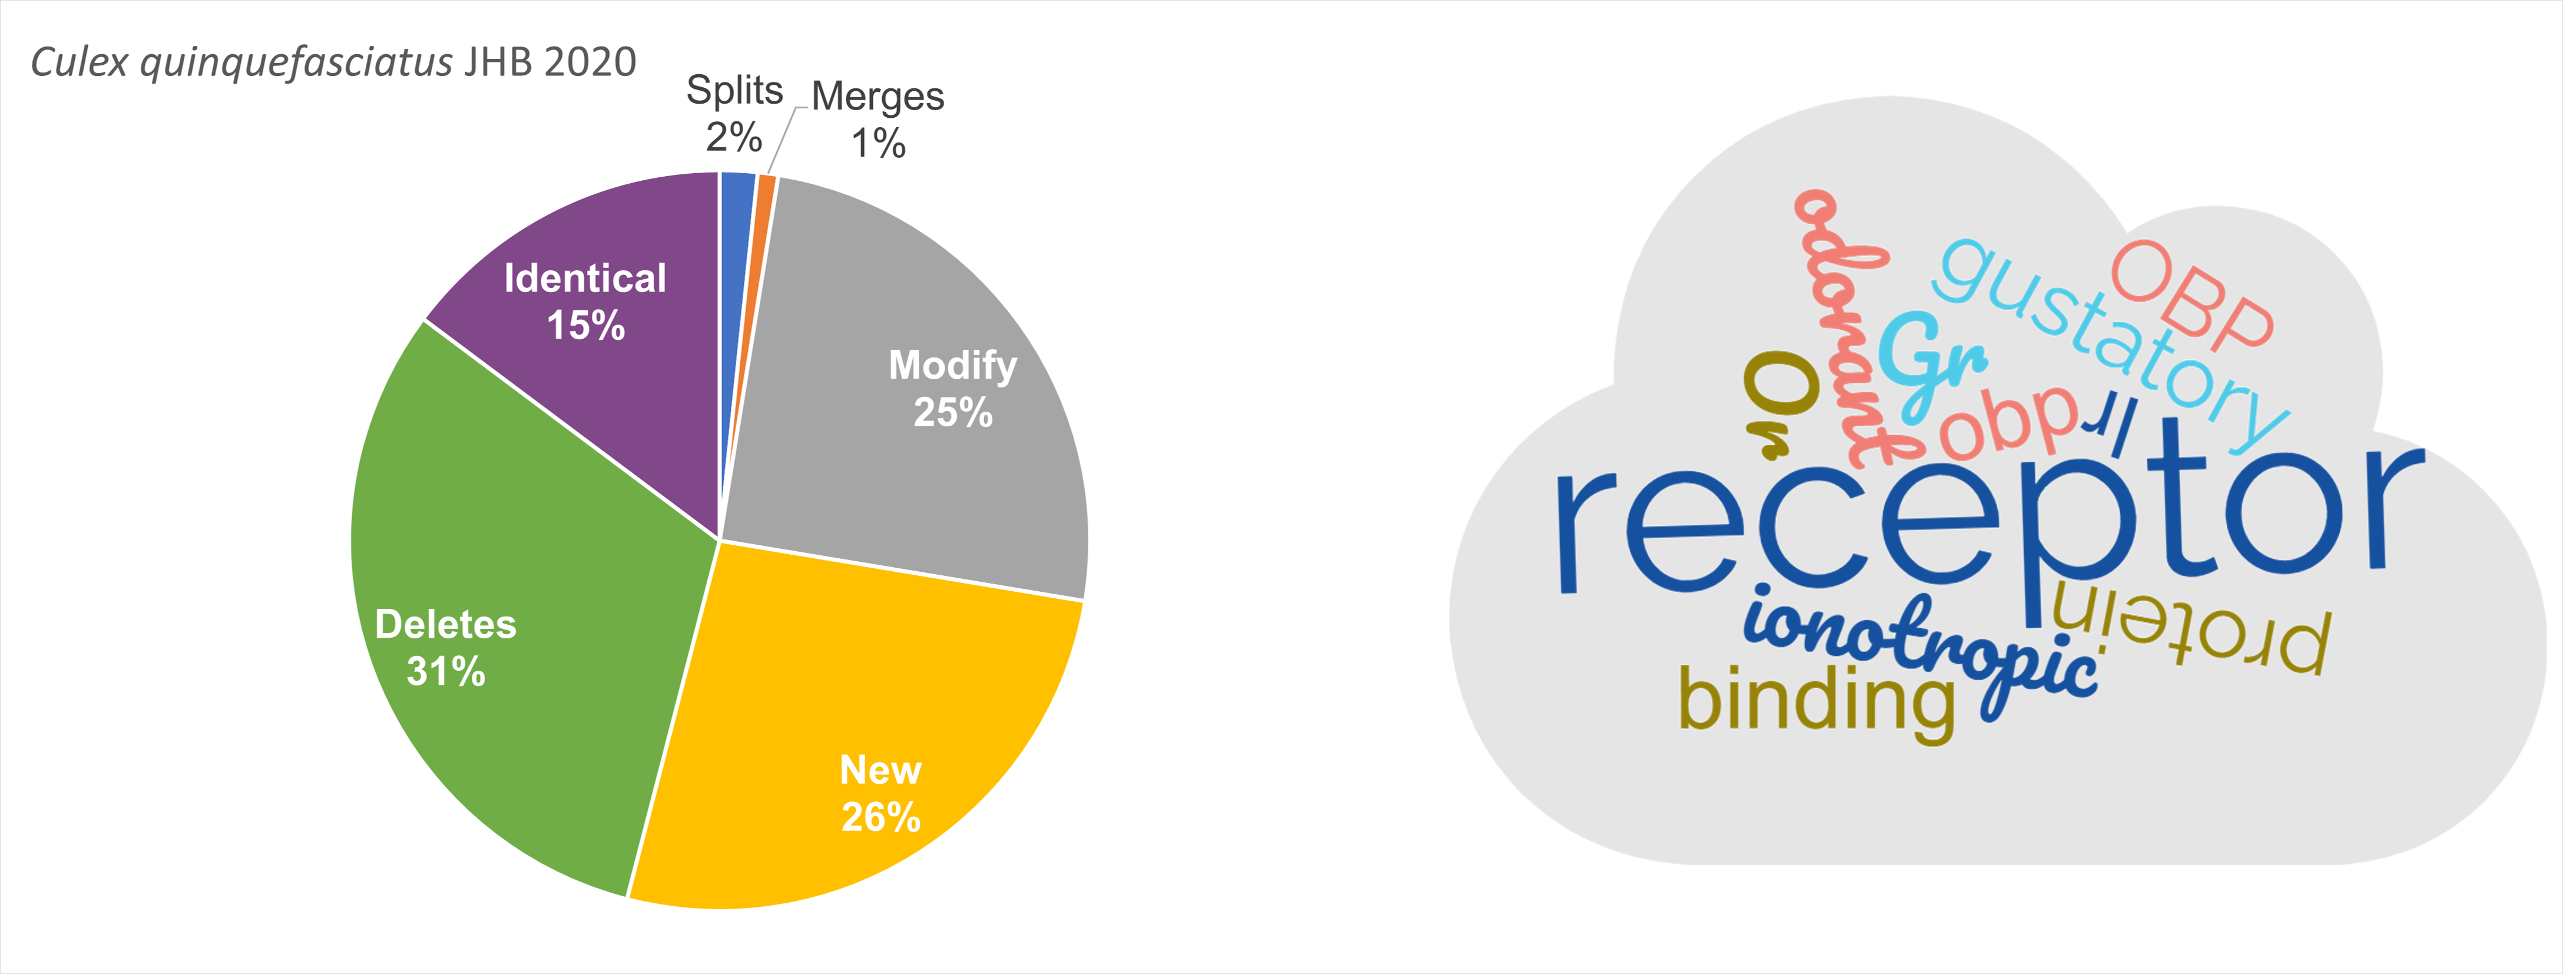 Culex quinquefasciatus JHB 2020
Splits
2%
Merges
1%
Identical
15%
Modify
25%
Deletes
31%
New
26%
odorant
gustatory
OBP
Gr
Or
obp
Ir
receptor
ionotropic
protein
binding